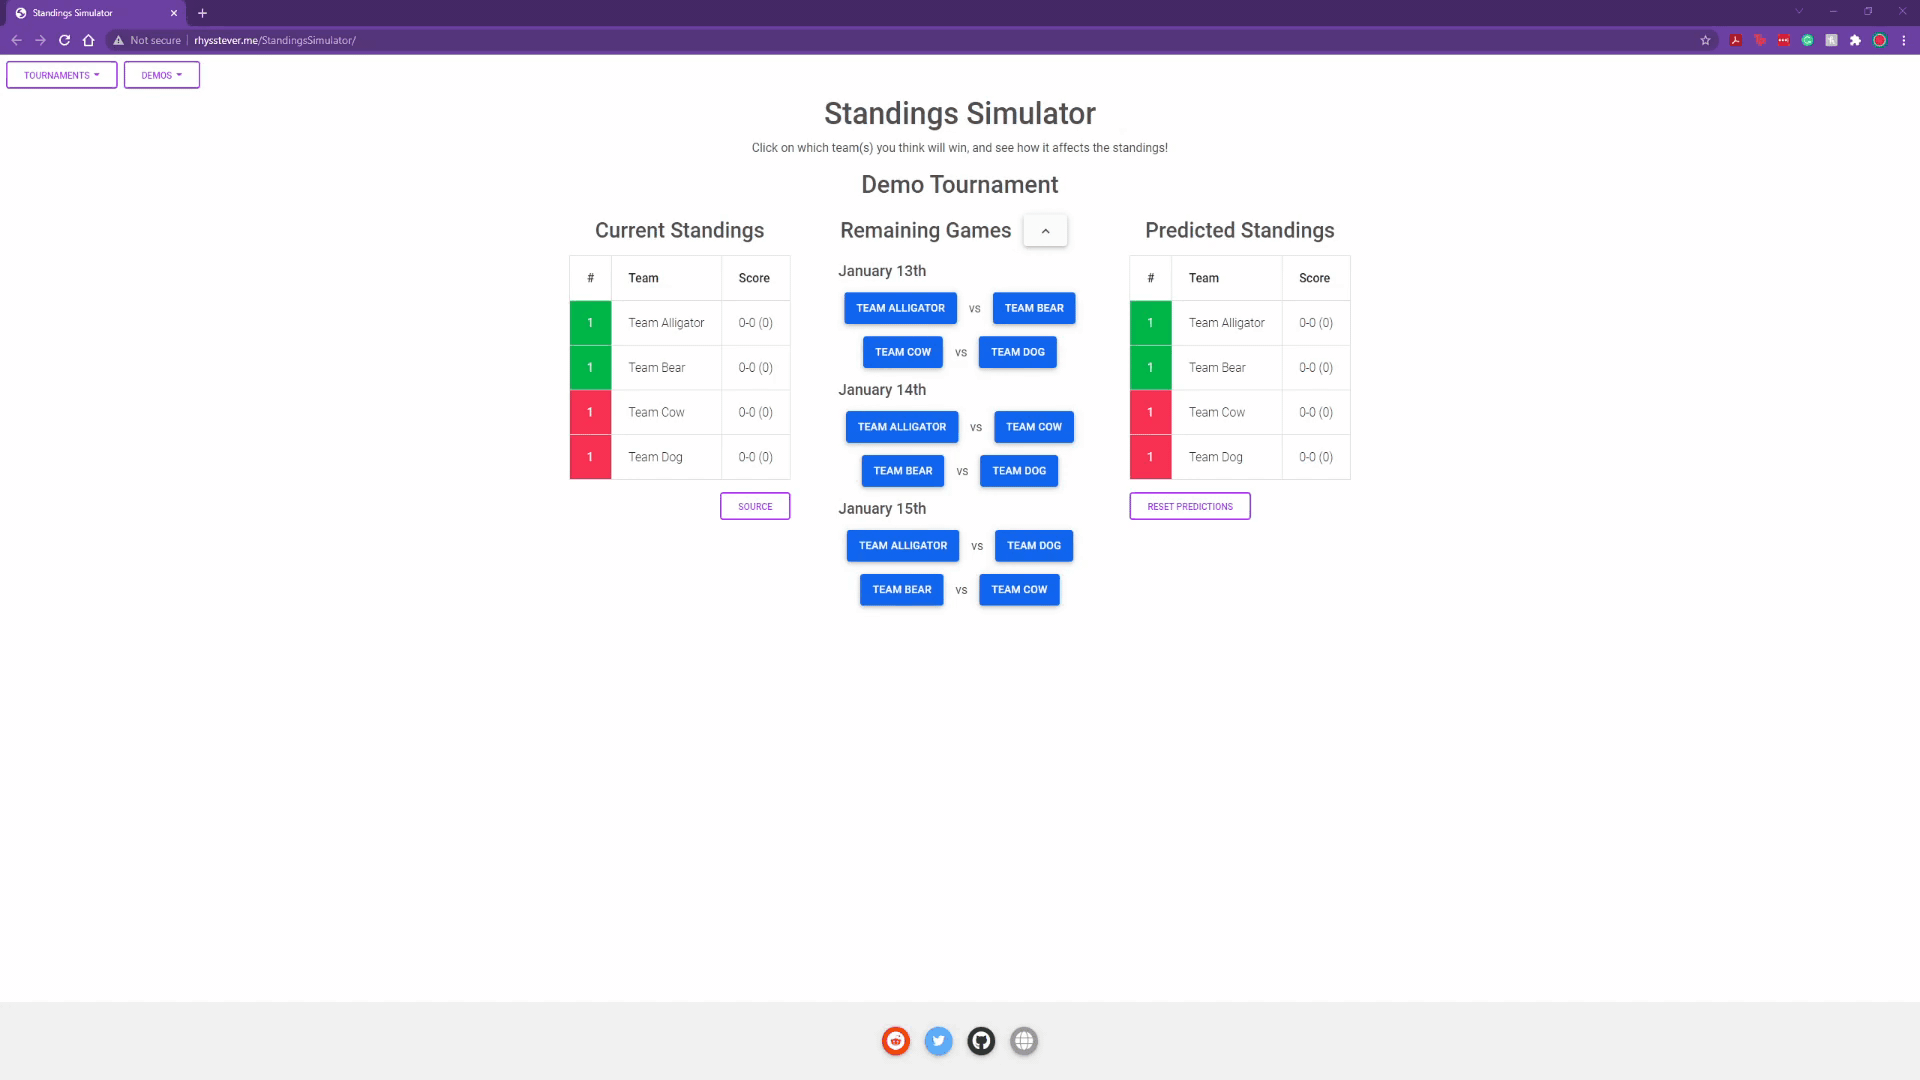 Standings Simulator
Not secure rhysstever.me/StandingsSimulator/
TOURNAMENTS DEMOS
Standings Simulator
Click on which team(s) you think will win, and see how it affects the standings!
Demo Tournament
Current Standings
# Team Score
1 Team Alligator 0-0 (0)
1 Team Bear 0-0 (0)
1 Team Cow 0-0 (0)
1 Team Dog 0-0 (0)
SOURCE
Remaining Games
January 13th
TEAM ALLIGATOR vs TEAM BEAR
TEAM COW vs TEAM DOG
January 14th
TEAM ALLIGATOR vs TEAM COW
TEAM BEAR vs TEAM DOG
January 15th
TEAM ALLIGATOR vs TEAM DOG
TEAM BEAR vs TEAM COW
Predicted Standings
# Team Score
1 Team Alligator 0-0 (0)
1 Team Bear 0-0 (0)
1 Team Cow 0-0 (0)
1 Team Dog 0-0 (0)
RESET PREDICTIONS